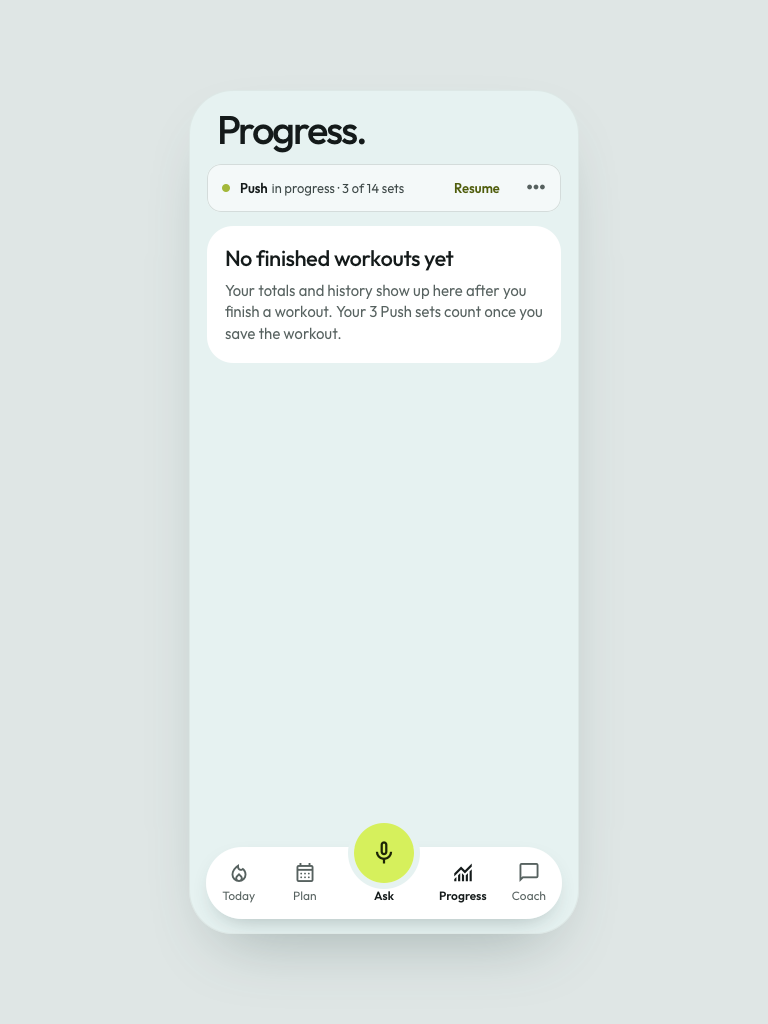 Progress.
Push in progress · 3 of 14 sets Resume •••
No finished workouts yet
Your totals and history show up here after you
finish a workout. Your 3 Push sets count once you
save the workout.
Today Plan Ask Progress Coach